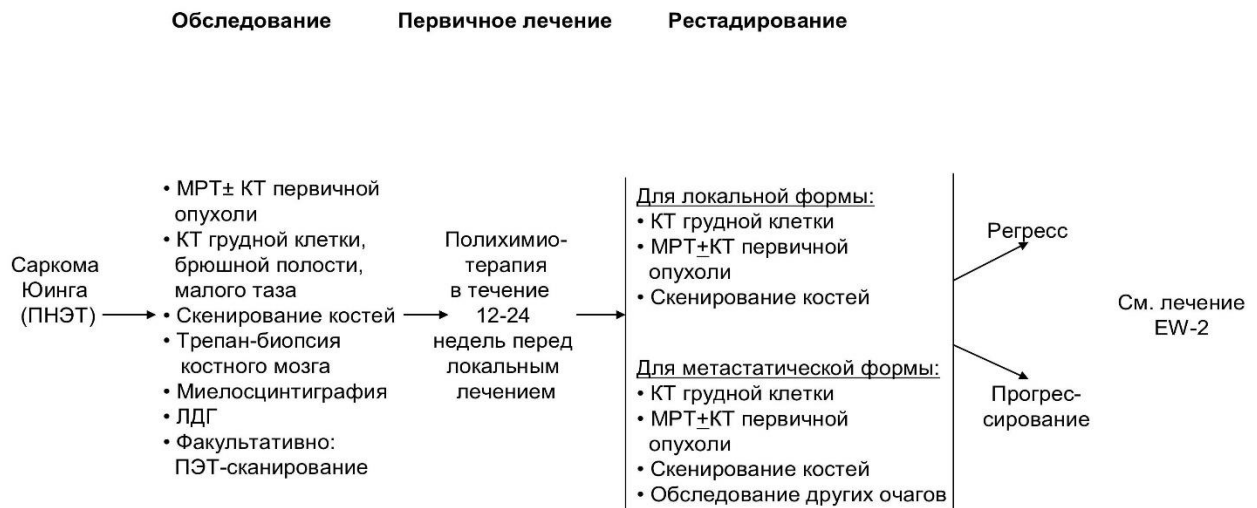 Обследование
Первичное лечение
Рестадирование
Саркома
Юинга
(ПНЭТ)
• МРТ± КТ первичной
опухоли
• КТ грудной клетки,
брюшной полости,
малого таза
• Скенирование костей
• Трепан-биопсия
костного мозга
• Миелосцинтиграфия
• ЛДГ
• Факультативно:
ПЭТ-сканирование
Полихимио-
терапия
в течение
12-24
недель перед
локальным
лечением
Для локальной формы:
• КТ грудной клетки
• МРТ±КТ первичной
опухоли
• Скенирование костей
Для метастатической формы:
• КТ грудной клетки
• МРТ±КТ первичной
опухоли
• Скенирование костей
• Обследование других очагов
Регресс
Прогрес-
сирование
См. лечение
EW-2